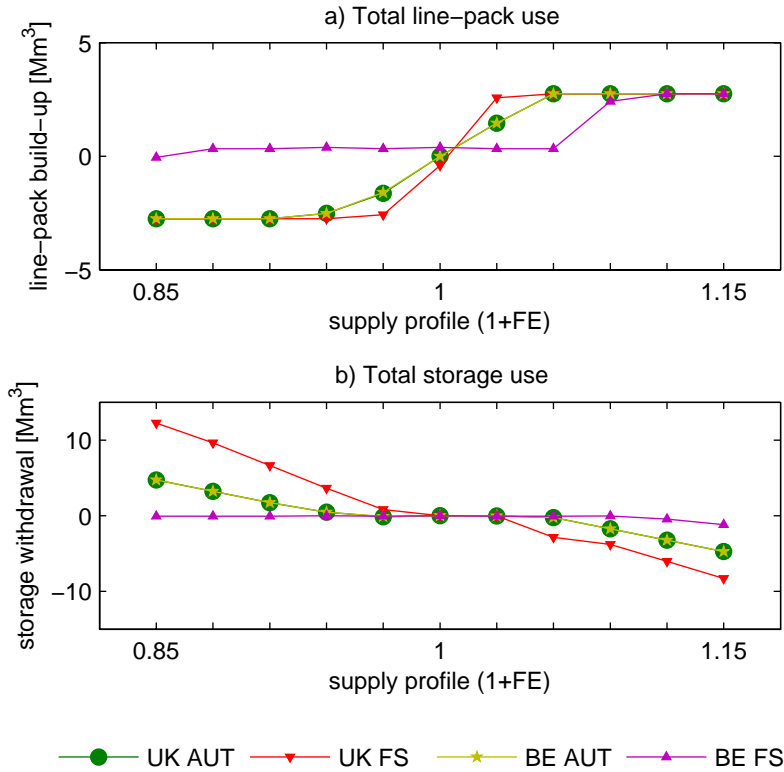 a) Total line−pack use
line−pack build−up [Mm³]
5
0
−5
0.85 1 1.15
supply profile (1+FE)
b) Total storage use
storage withdrawal [Mm³]
10
0
−10
0.85 1 1.15
supply profile (1+FE)
UK AUT UK FS BE AUT BE FS